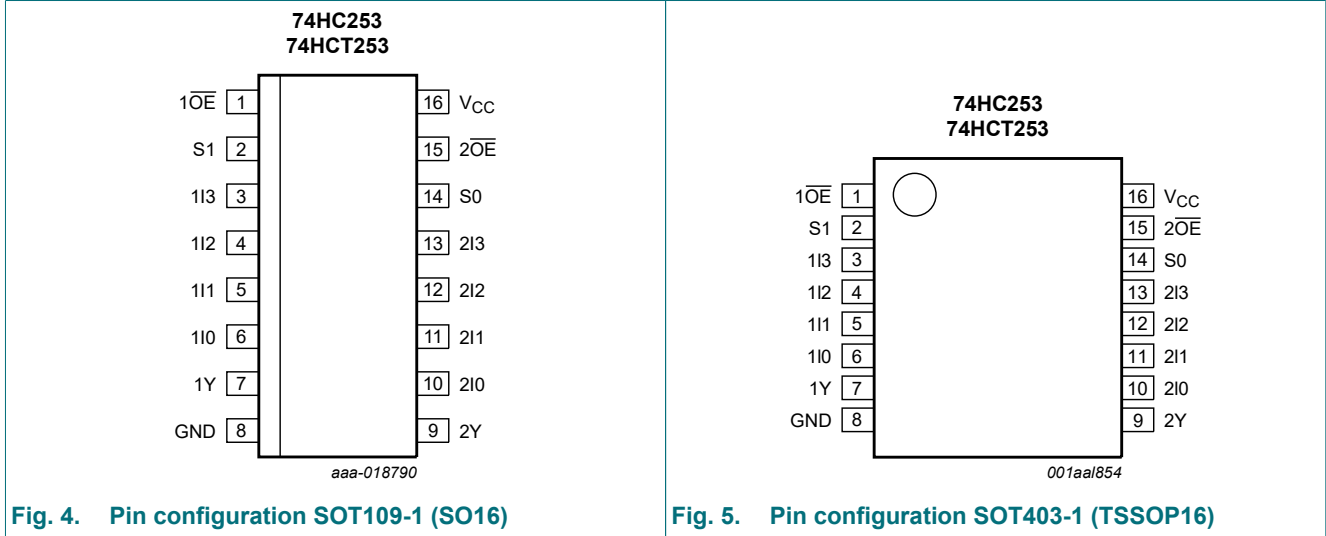 74HC253
74HCT253
1O̅E̅ 1
S1 2
1I3 3
1I2 4
1I1 5
1I0 6
1Y 7
GND 8
16 VCC
15 2O̅E̅
14 S0
13 2I3
12 2I2
11 2I1
10 2I0
9 2Y
aaa-018790
Fig. 4. Pin configuration SOT109-1 (SO16)
74HC253
74HCT253
1O̅E̅ 1
S1 2
1I3 3
1I2 4
1I1 5
1I0 6
1Y 7
GND 8
16 VCC
15 2O̅E̅
14 S0
13 2I3
12 2I2
11 2I1
10 2I0
9 2Y
001aal854
Fig. 5. Pin configuration SOT403-1 (TSSOP16)